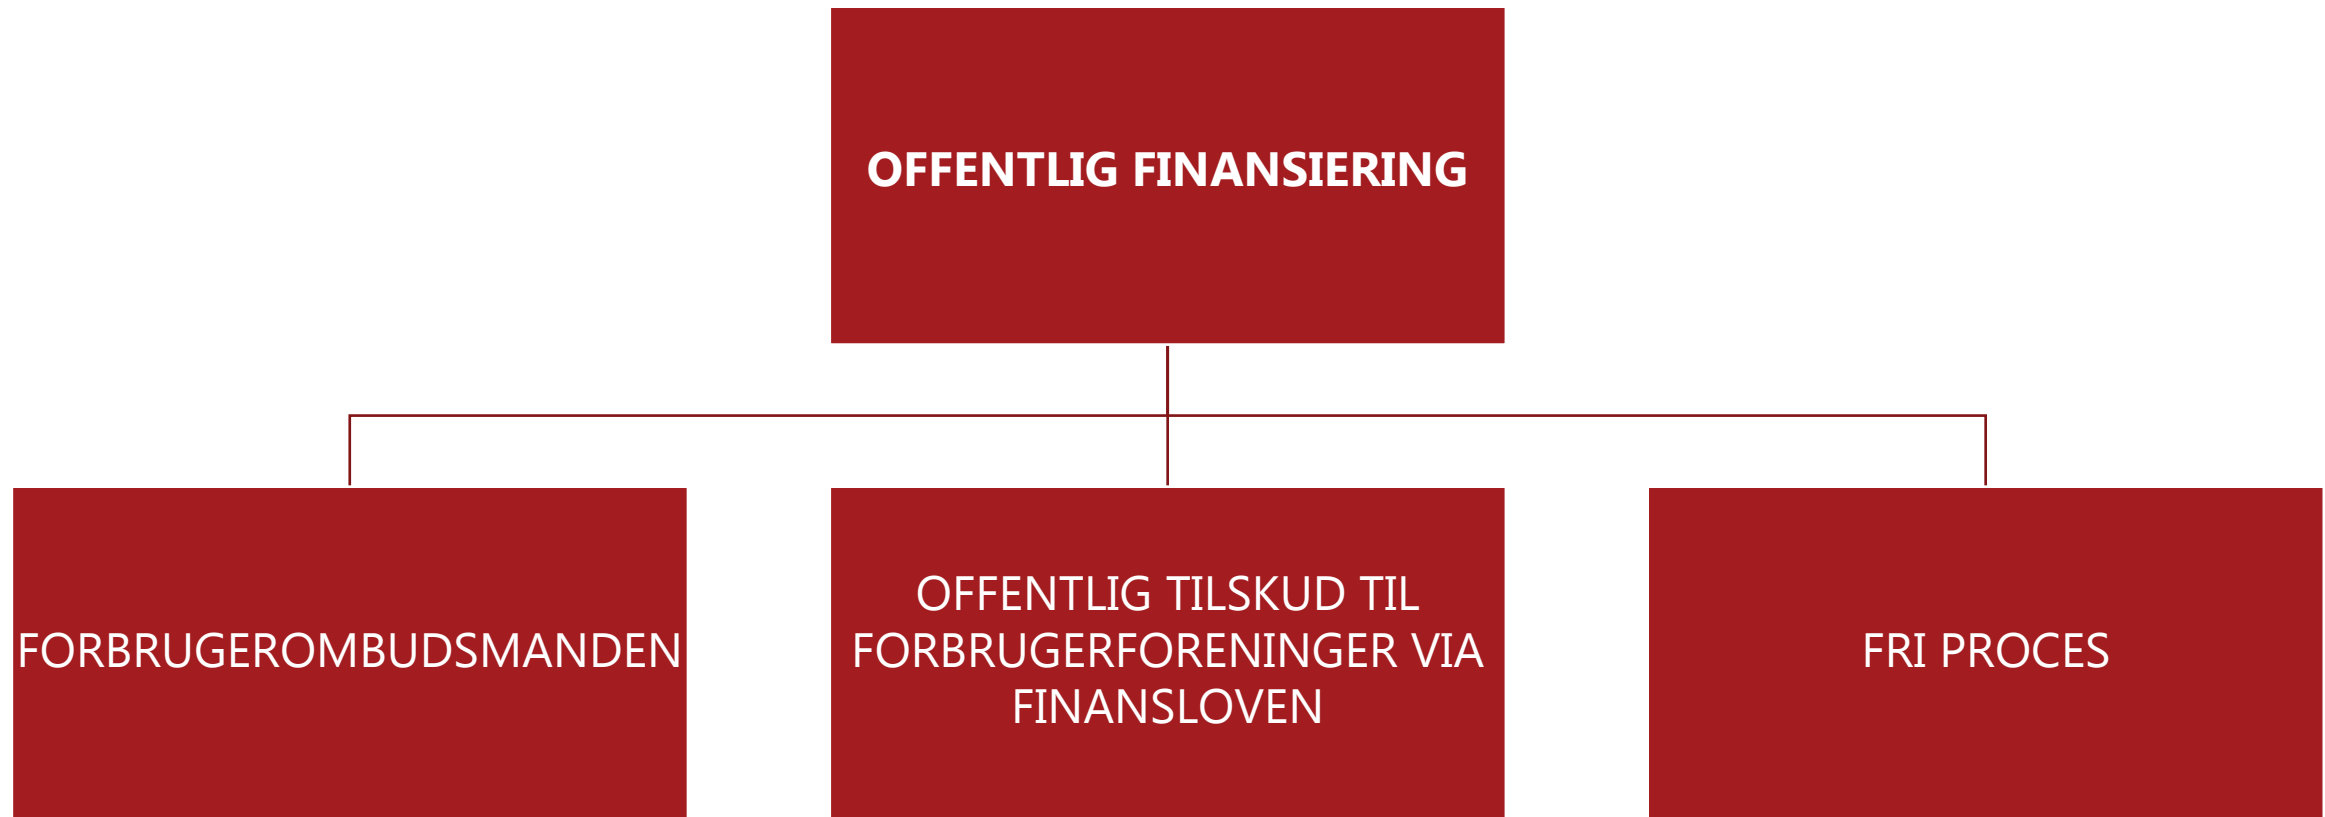 OFFENTLIG FINANSIERING
FORBRUGEROMBUDSMANDEN
OFFENTLIG TILSKUD TIL
FORBRUGERFORENINGER VIA
FINANSLOVEN
FRI PROCES